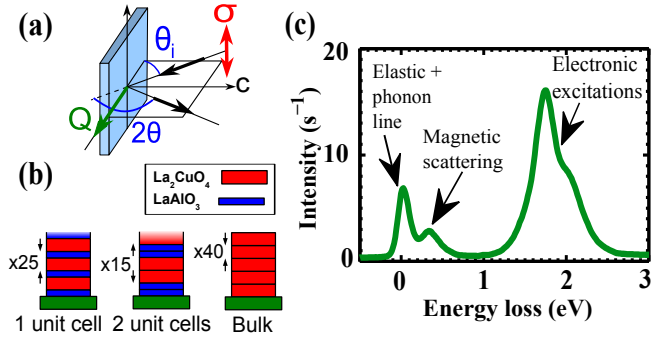 (a)
θi
σ
C
Q
2θ
(b)
La2CuO4
LaAlO3
x25
x15
x40
1 unit cell
2 unit cells
Bulk
(c)
20
10
0
Intensity (s⁻¹)
Elastic +
phonon
line
Magnetic
scattering
Electronic
excitations
0
1
2
3
Energy loss (eV)